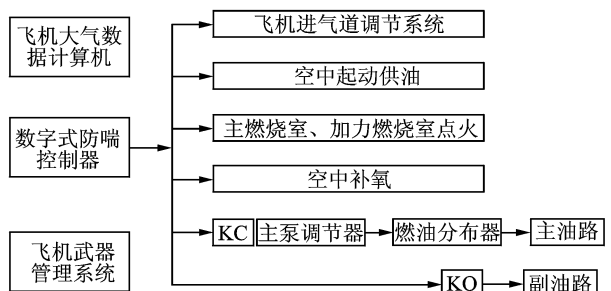 飞机大气数
据计算机
数字式防喘
控制器
飞机武器
管理系统
飞机进气道调节系统
空中起动供油
主燃烧室、加力燃烧室点火
空中补氧
KC 主泵调节器 燃油分布器 主油路
KO 副油路